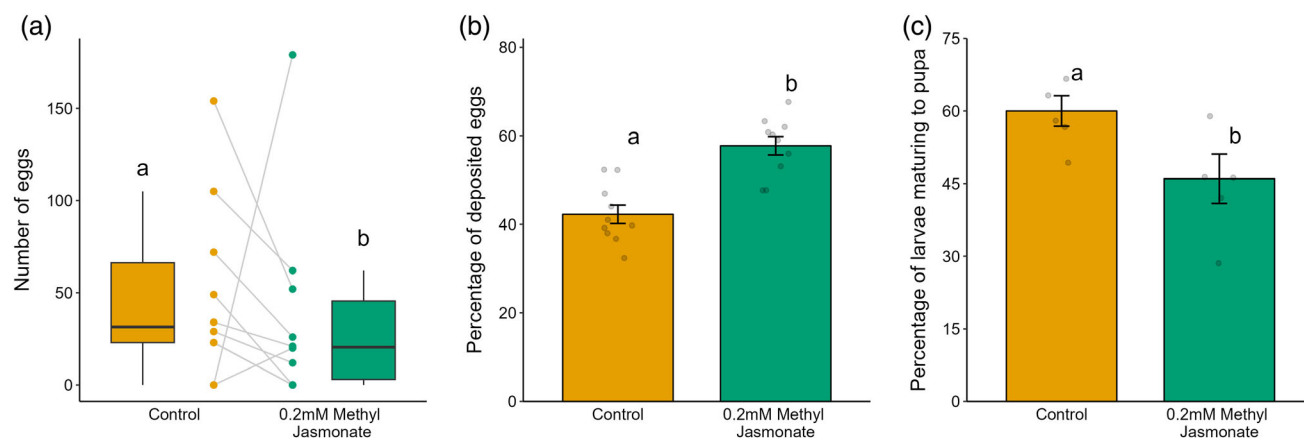 (a)
Number of eggs
150
100
50
0
a
b
Control
0.2mM Methyl
Jasmonate
(b)
Percentage of deposited eggs
80
60
40
20
0
a
b
Control
0.2mM Methyl
Jasmonate
(c)
Percentage of larvae maturing to pupa
75
60
45
30
15
0
a
b
Control
0.2mM Methyl
Jasmonate